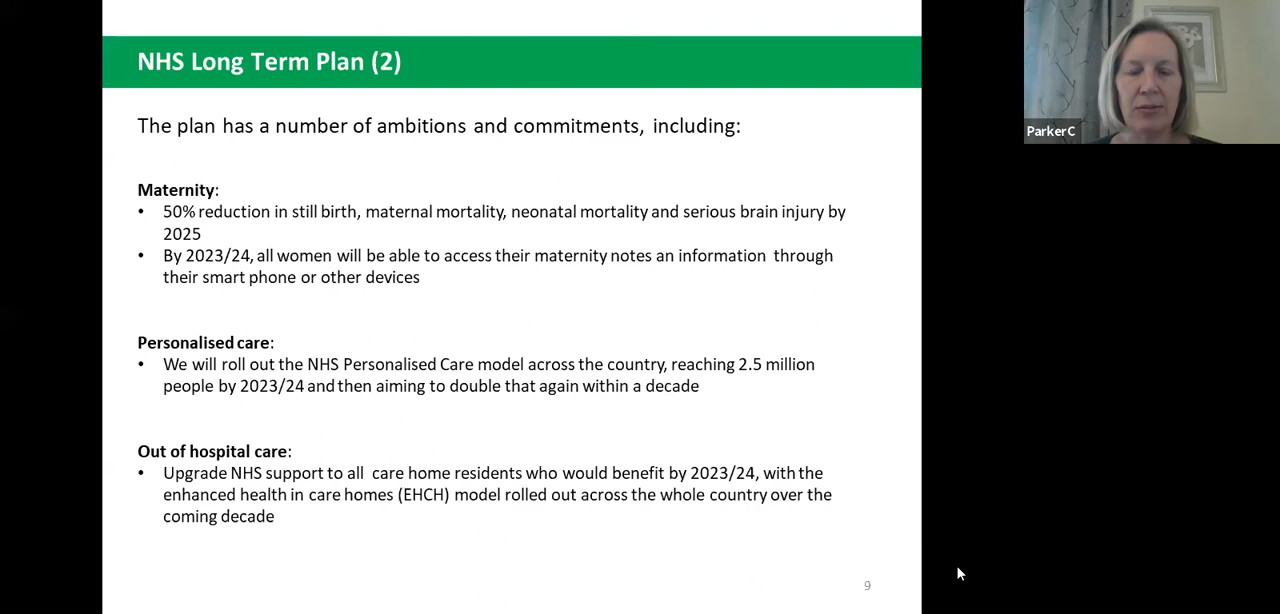 NHS Long Term Plan (2)
The plan has a number of ambitions and commitments, including:
Maternity:
• 50% reduction in still birth, maternal mortality, neonatal mortality and serious brain injury by
2025
• By 2023/24, all women will be able to access their maternity notes an information through
their smart phone or other devices
Personalised care:
• We will roll out the NHS Personalised Care model across the country, reaching 2.5 million
people by 2023/24 and then aiming to double that again within a decade
Out of hospital care:
• Upgrade NHS support to all care home residents who would benefit by 2023/24, with the
enhanced health in care homes (EHCH) model rolled out across the whole country over the
coming decade
9
ParkerC